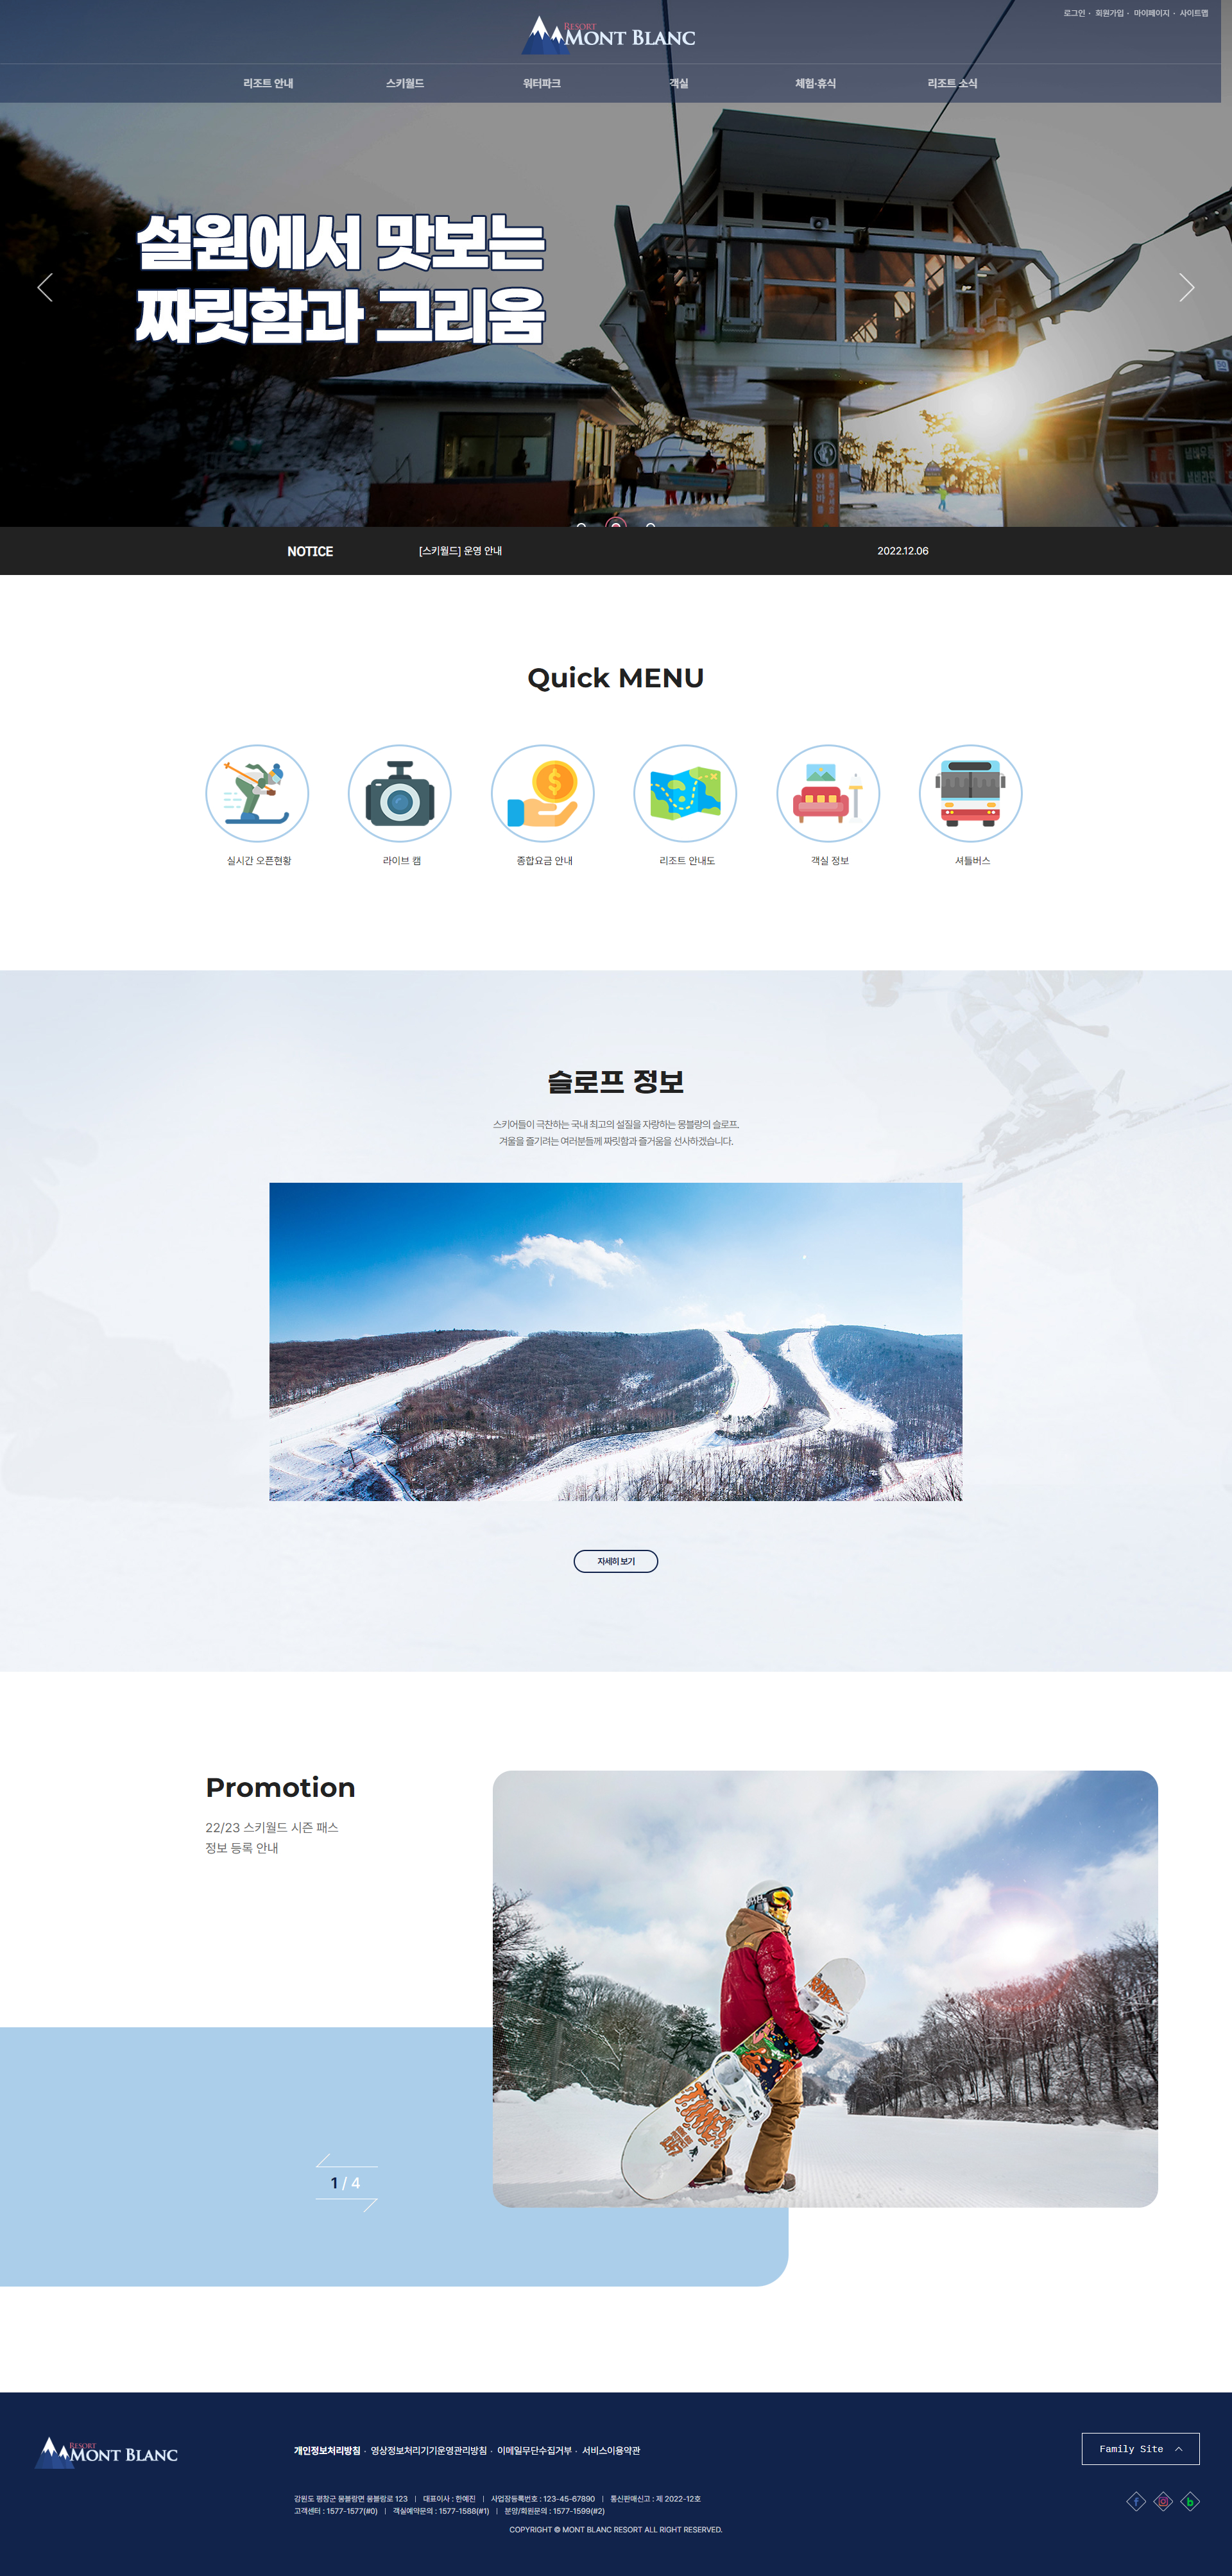 로그인 · 회원가입 · 마이페이지 · 사이트맵
RESORT
MONT BLANC
리조트 안내 스키월드 워터파크 객실 체험·휴식 리조트 소식
설원에서 맛보는
짜릿함과 그리움
NOTICE [스키월드] 운영 안내 2022.12.06
Quick MENU
실시간 오픈현황 라이브 캠 종합요금 안내 리조트 안내도 객실 정보 셔틀버스
슬로프 정보
스키어들이 극찬하는 국내 최고의 설질을 자랑하는 몽블랑의 슬로프.
겨울을 즐기려는 여러분들께 짜릿함과 즐거움을 선사하겠습니다.
자세히 보기
Promotion
22/23 스키월드 시즌 패스
정보 등록 안내
1 / 4
RESORT
MONT BLANC
개인정보처리방침 · 영상정보처리기기운영관리방침 · 이메일무단수집거부 · 서비스이용약관
Family Site
강원도 평창군 몽블랑면 몽블랑로 123 | 대표이사 : 한예진 | 사업장등록번호 : 123-45-67890 | 통신판매신고 : 제 2022-12호
고객센터 : 1577-1577(#0) | 객실예약문의 : 1577-1588(#1) | 분양/회원문의 : 1577-1599(#2)
COPYRIGHT © MONT BLANC RESORT ALL RIGHT RESERVED.